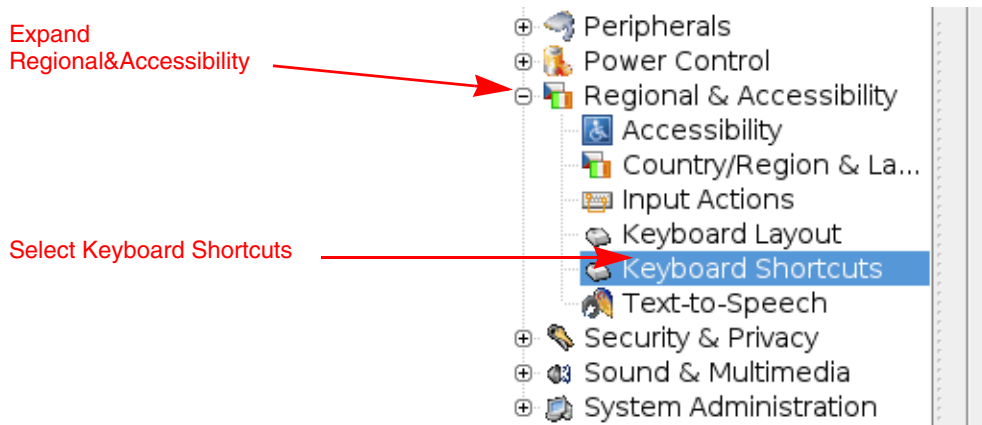 Expand
Regional&Accessibility
Select Keyboard Shortcuts
Peripherals
Power Control
Regional & Accessibility
Accessibility
Country/Region & La...
Input Actions
Keyboard Layout
Keyboard Shortcuts
Text-to-Speech
Security & Privacy
Sound & Multimedia
System Administration